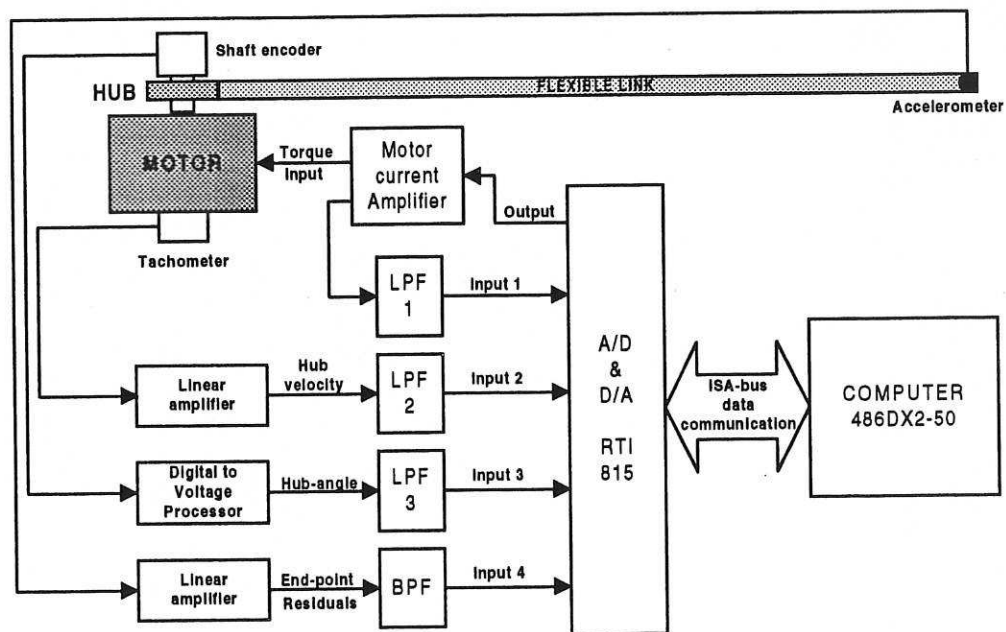 Shaft encoder
HUB
FLEXIBLE LINK
Accelerometer
MOTOR
Torque
Input
Motor
current
Amplifier
Output
Tachometer
LPF
1
Input 1
A/D
&
D/A
RTI
815
ISA-bus
data
communication
COMPUTER
486DX2-50
Linear
amplifier
Hub
velocity
LPF
2
Input 2
Digital to
Voltage
Processor
Hub-angle
LPF
3
Input 3
Linear
amplifier
End-point
Residuals
BPF
Input 4